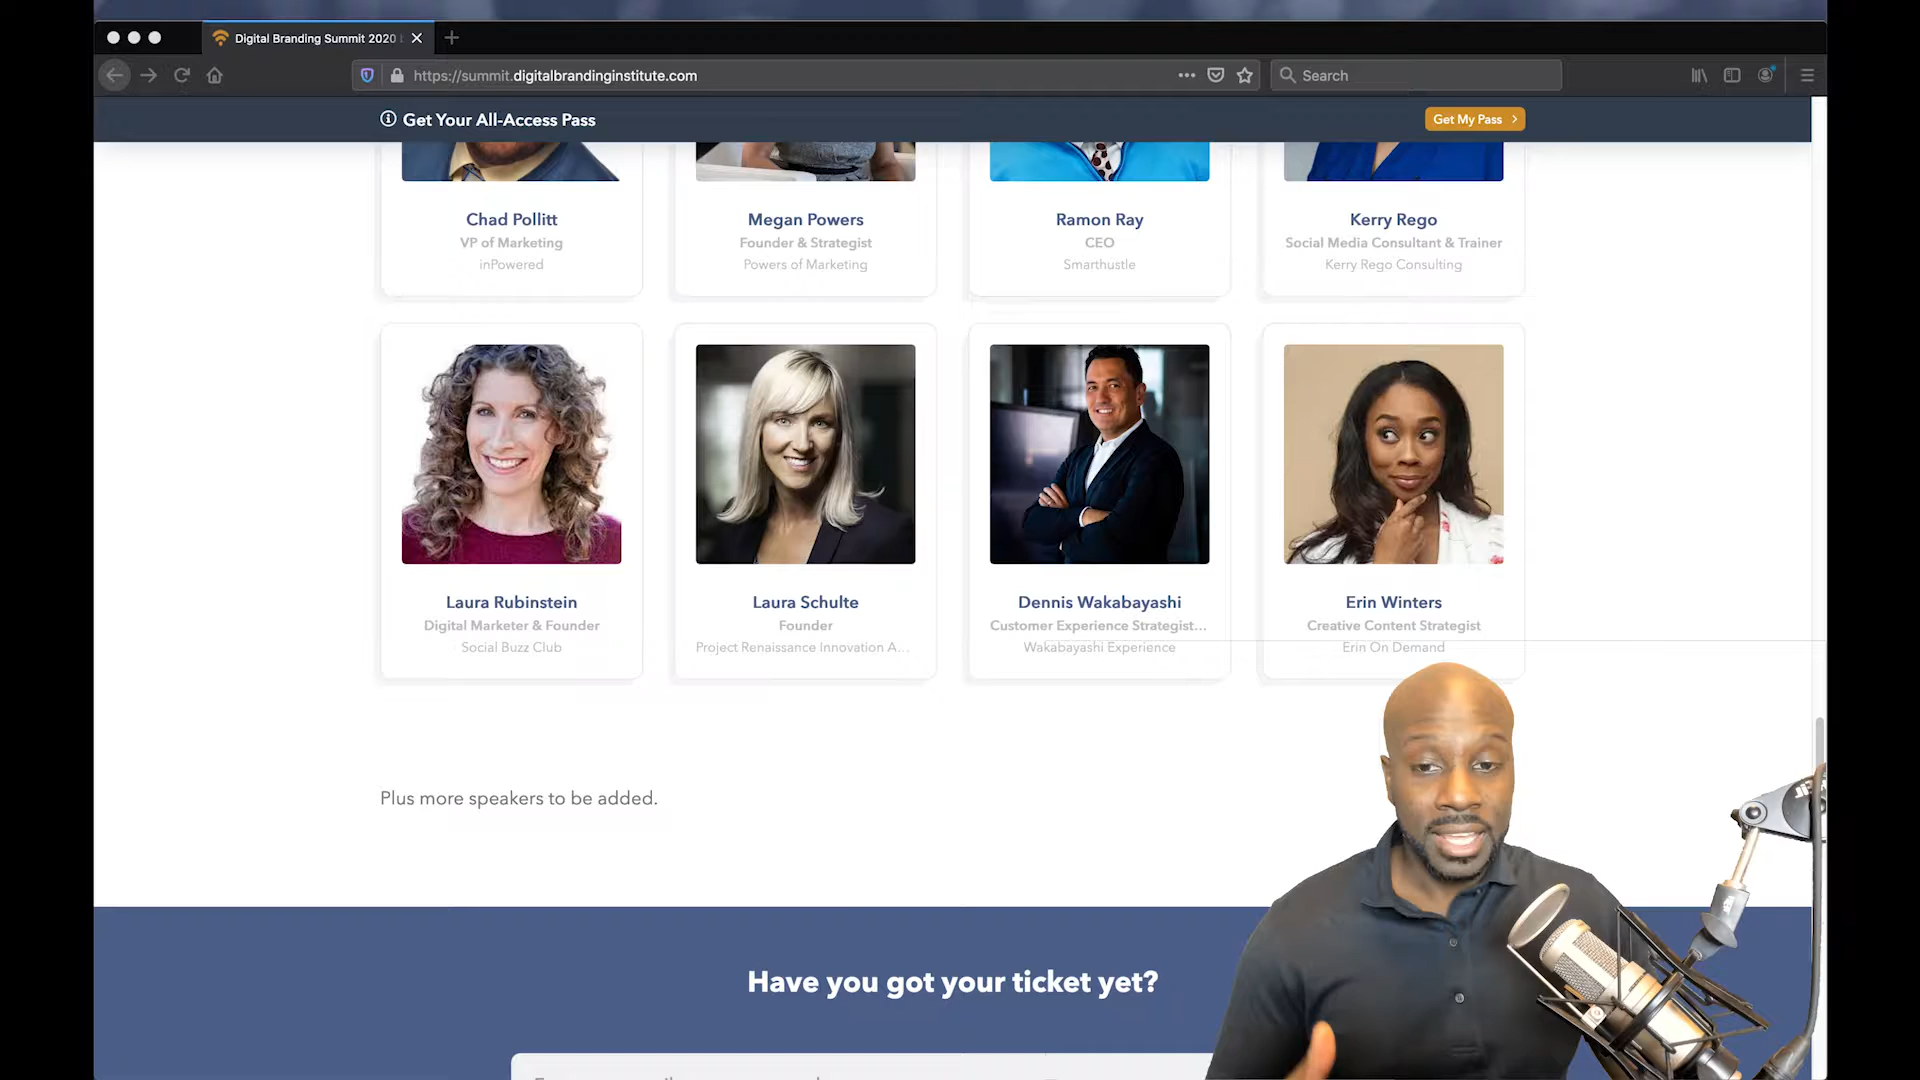 Digital Branding Summit 2020
https://summit.digitalbrandinginstitute.com
Search
Get Your All-Access Pass
Get My Pass
Chad Pollitt
VP of Marketing
inPowered
Megan Powers
Founder & Strategist
Powers of Marketing
Ramon Ray
CEO
Smarthustle
Kerry Rego
Social Media Consultant & Trainer
Kerry Rego Consulting
Laura Rubinstein
Digital Marketer & Founder
Social Buzz Club
Laura Schulte
Founder
Project Renaissance Innovation A...
Dennis Wakabayashi
Customer Experience Strategist...
Wakabayashi Experience
Erin Winters
Creative Content Strategist
Erin On Demand
Plus more speakers to be added.
Have you got your ticket yet?